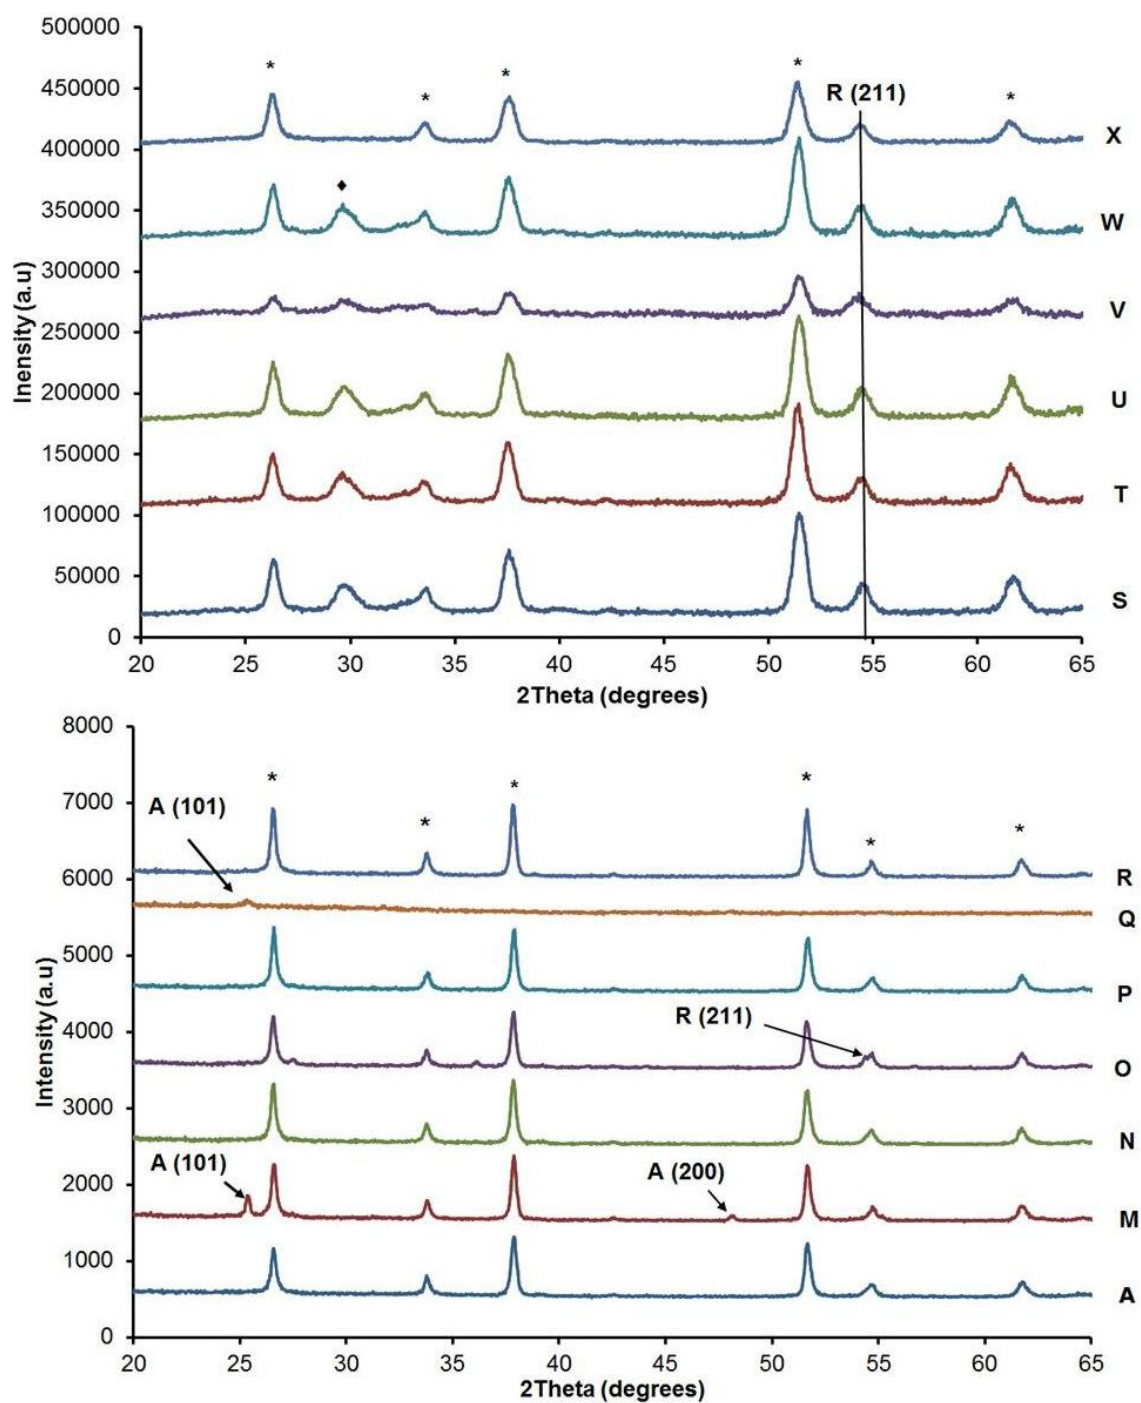 500000
450000
400000
350000
300000
250000
200000
150000
100000
50000
0
Inensity (a.u)
* * * * R (211) *
♦
X
W
V
U
T
S
20 25 30 35 40 45 50 55 60 65
2Theta (degrees)
8000
7000
6000
5000
4000
3000
2000
1000
0
Intensity (a.u)
* * * * * *
A (101)
R (211)
A (101)
A (200)
R
Q
P
O
N
M
A
20 25 30 35 40 45 50 55 60 65
2Theta (degrees)